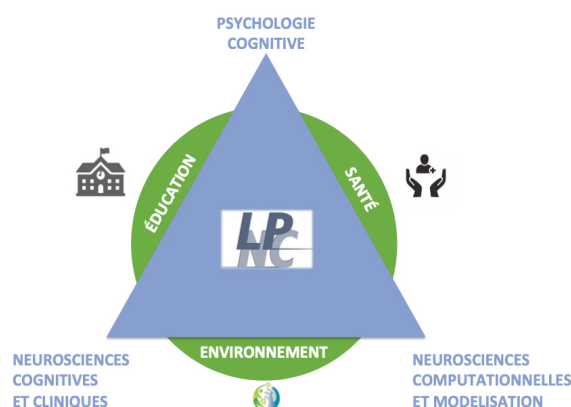 PSYCHOLOGIE
COGNITIVE
ÉDUCATION
SANTÉ
LP
NC
ENVIRONNEMENT
NEUROSCIENCES
COGNITIVES
ET CLINIQUES
NEUROSCIENCES
COMPUTATIONNELLES
ET MODELISATION